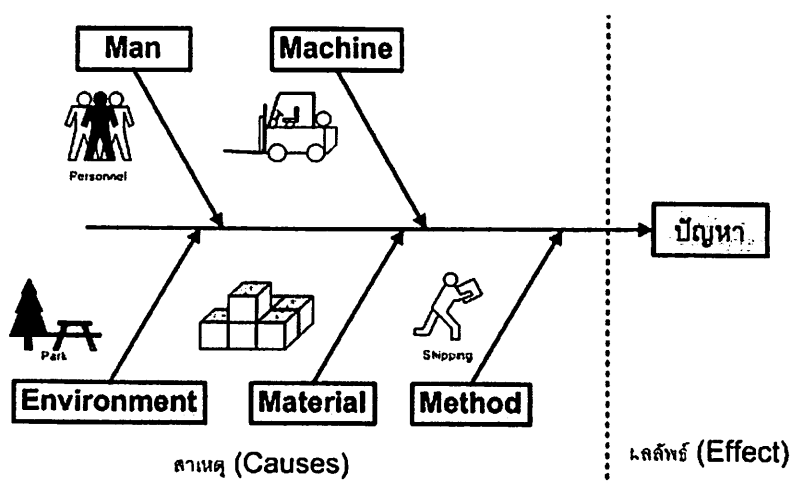 Man
Machine
Personnel
ปัญหา
Park
Shipping
Environment
Material
Method
สาเหตุ (Causes)
ผลลัพธ์ (Effect)